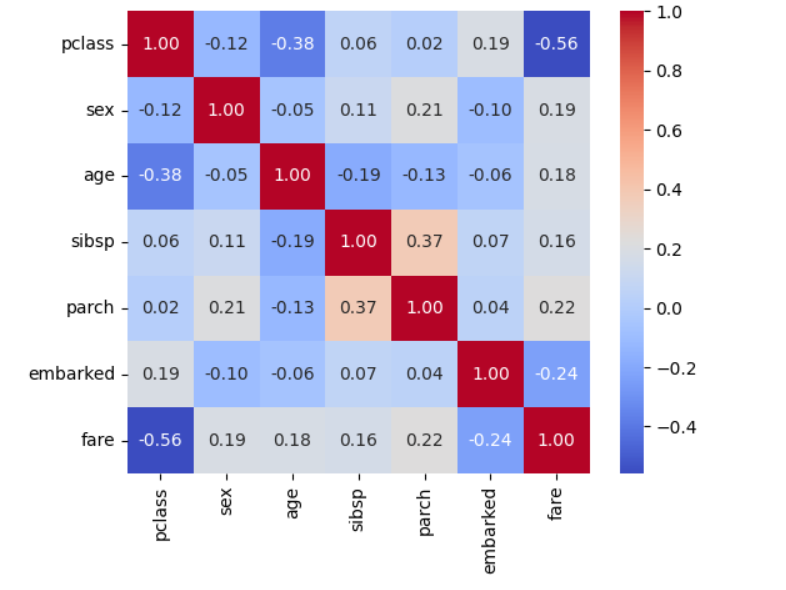 pclass 1.00 -0.12 -0.38 0.06 0.02 0.19 -0.56
sex -0.12 1.00 -0.05 0.11 0.21 -0.10 0.19
age -0.38 -0.05 1.00 -0.19 -0.13 -0.06 0.18
sibsp 0.06 0.11 -0.19 1.00 0.37 0.07 0.16
parch 0.02 0.21 -0.13 0.37 1.00 0.04 0.22
embarked 0.19 -0.10 -0.06 0.07 0.04 1.00 -0.24
fare -0.56 0.19 0.18 0.16 0.22 -0.24 1.00
pclass sex age sibsp parch embarked fare
1.0
0.8
0.6
0.4
0.2
0.0
−0.2
−0.4